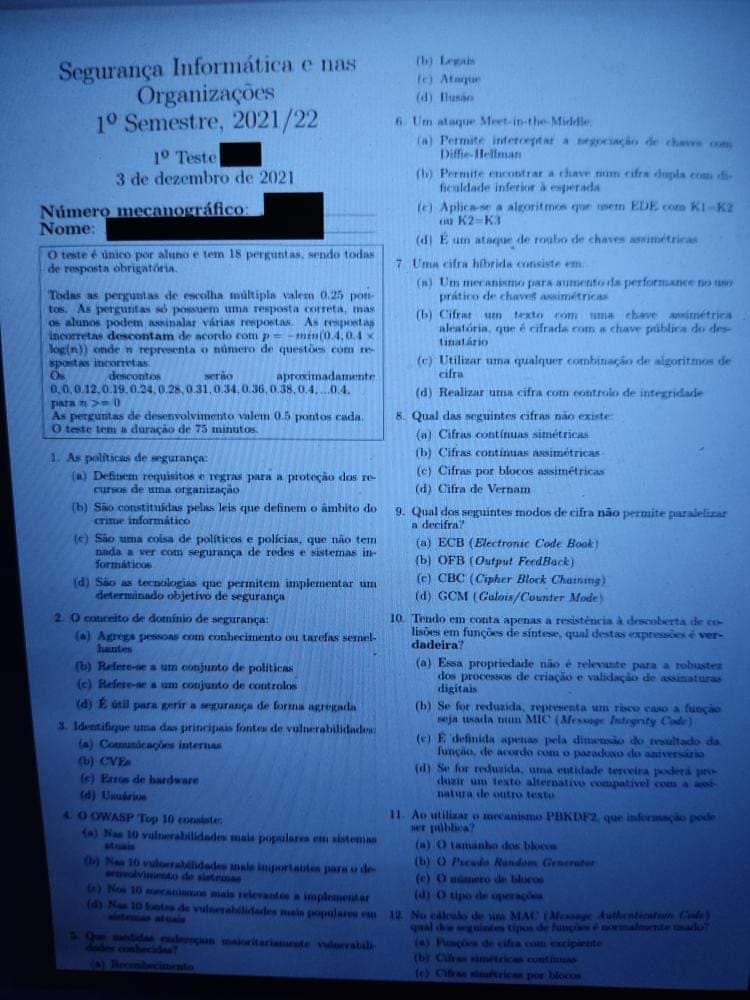 Segurança Informática e nas
Organizações
1º Semestre, 2021/22
1º Teste
3 de dezembro de 2021
Número mecanográfico:
Nome:
O teste é único por aluno e tem 18 perguntas, sendo todas
de resposta obrigatória.
Todas as perguntas de escolha múltipla valem 0.25 pon-
tos. As perguntas só possuem uma resposta correta, mas
os alunos podem assinalar várias respostas. As respostas
incorretas descontam de acordo com p = −min(0.4, 0.4 ×
log(n)) onde n representa o número de questões com re-
spostas incorretas.
Os descontos serão aproximadamente
0, 0, 0.12, 0.19, 0.24, 0.28, 0.31, 0.34, 0.36, 0.38, 0.4, ...0.4,
para n >= 0
As perguntas de desenvolvimento valem 0.5 pontos cada.
O teste tem a duração de 75 minutos.
1. As políticas de segurança:
(a) Definem requisitos e regras para a proteção dos re-
cursos de uma organização
(b) São constituídas pelas leis que definem o âmbito do
crime informático
(c) São uma coisa de políticos e polícias, que não tem
nada a ver com segurança de redes e sistemas in-
formáticos
(d) São as tecnologias que permitem implementar um
determinado objetivo de segurança
2. O conceito de domínio de segurança:
(a) Agrega pessoas com conhecimento ou tarefas semel-
hantes
(b) Refere-se a um conjunto de políticas
(c) Refere-se a um conjunto de controlos
(d) É útil para gerir a segurança de forma agregada
3. Identifique uma das principais fontes de vulnerabilidades:
(a) Comunicações internas
(b) CVEs
(c) Erros de hardware
(d) Usuários
4. O OWASP Top 10 consiste:
(a) Nas 10 vulnerabilidades mais populares em sistemas
atuais
(b) Nas 10 vulnerabilidades mais importantes para o de-
senvolvimento de sistemas
(c) Nos 10 mecanismos mais relevantes a implementar
(d) Nas 10 fontes de vulnerabilidades mais populares em
sistemas atuais
5. Que medidas endereçam maioritariamente vulnerabili-
dades conhecidas?
(a) Reconhecimento
(b) Legais
(c) Ataque
(d) Ilusão
6. Um ataque Meet-in-the-Middle:
(a) Permite interceptar a negociação de chaves com
Diffie-Hellman
(b) Permite encontrar a chave num cifra dupla com di-
ficuldade inferior à esperada
(c) Aplica-se a algoritmos que usem EDE com K1=K2
ou K2=K3
(d) É um ataque de roubo de chaves assimétricas
7. Uma cifra híbrida consiste em:
(a) Um mecanismo para aumento da performance no uso
prático de chaves assimétricas
(b) Cifrar um texto com uma chave assimétrica
aleatória, que é cifrada com a chave pública do des-
tinatário
(c) Utilizar uma qualquer combinação de algoritmos de
cifra
(d) Realizar uma cifra com controlo de integridade
8. Qual das seguintes cifras não existe:
(a) Cifras contínuas simétricas
(b) Cifras contínuas assimétricas
(c) Cifras por blocos assimétricas
(d) Cifra de Vernam
9. Qual dos seguintes modos de cifra não permite paralelizar
a decifra?
(a) ECB (Electronic Code Book)
(b) OFB (Output FeedBack)
(c) CBC (Cipher Block Chaining)
(d) GCM (Galois/Counter Mode)
10. Tendo em conta apenas a resistência à descoberta de co-
lisões em funções de síntese, qual destas expressões é ver-
dadeira?
(a) Essa propriedade não é relevante para a robustez
dos processos de criação e validação de assinaturas
digitais
(b) Se for reduzida, representa um risco caso a função
seja usada num MIC (Message Integrity Code)
(c) É definida apenas pela dimensão do resultado da
função, de acordo com o paradoxo do aniversário
(d) Se for reduzida, uma entidade terceira poderá pro-
duzir um texto alternativo compatível com a assi-
natura de outro texto
11. Ao utilizar o mecanismo PBKDF2, que informação pode
ser pública?
(a) O tamanho dos blocos
(b) O Pseudo Random Generator
(c) O número de blocos
(d) O tipo de operações
12. No cálculo de um MAC (Message Authentication Code)
qual dos seguintes tipos de funções é normalmente usado?
(a) Funções de cifra com excipiente
(b) Cifras simétricas contínuas
(c) Cifras simétricas por blocos